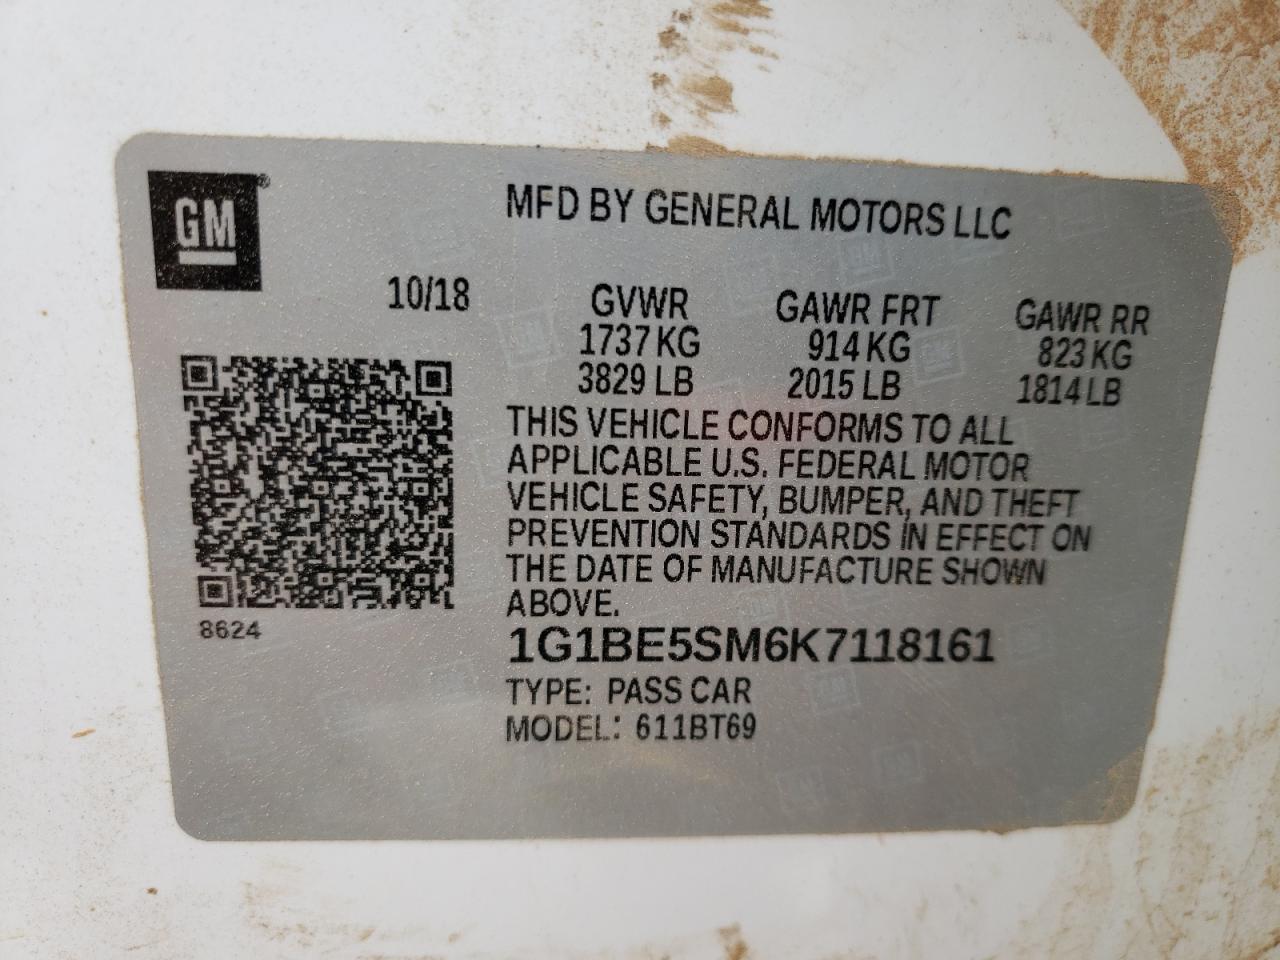 GM®
MFD BY GENERAL MOTORS LLC
10/18
GVWR GAWR FRT GAWR RR
1737 KG 914 KG 823 KG
3829 LB 2015 LB 1814 LB
THIS VEHICLE CONFORMS TO ALL
APPLICABLE U.S. FEDERAL MOTOR
VEHICLE SAFETY, BUMPER, AND THEFT
PREVENTION STANDARDS IN EFFECT ON
THE DATE OF MANUFACTURE SHOWN
ABOVE.
8624
1G1BE5SM6K7118161
TYPE: PASS CAR
MODEL: 611BT69